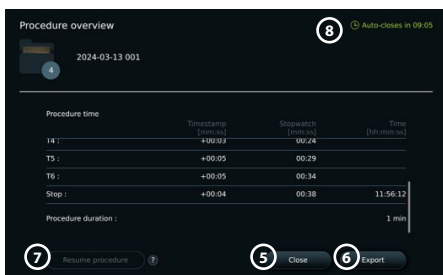 Procedure overview
8
Auto-closes in 09:05
2024-03-13 001
4
Procedure time
Timestamp [mm:ss] Stopwatch [mm:ss] Time [hh:mm:ss]
T4 : +00:03 00:24
T5 : +00:05 00:29
T6 : +00:05 00:34
Stop : +00:04 00:38 11:56:12
Procedure duration : 1 min
7 Resume procedure ? 5 Close 6 Export